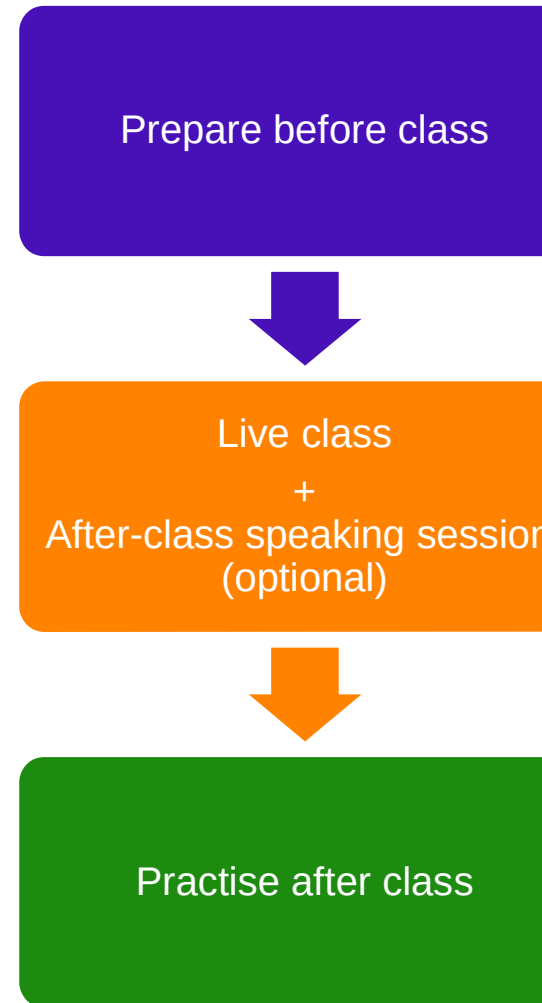 Prepare before class
Live class
+
After-class speaking session
(optional)
Practise after class